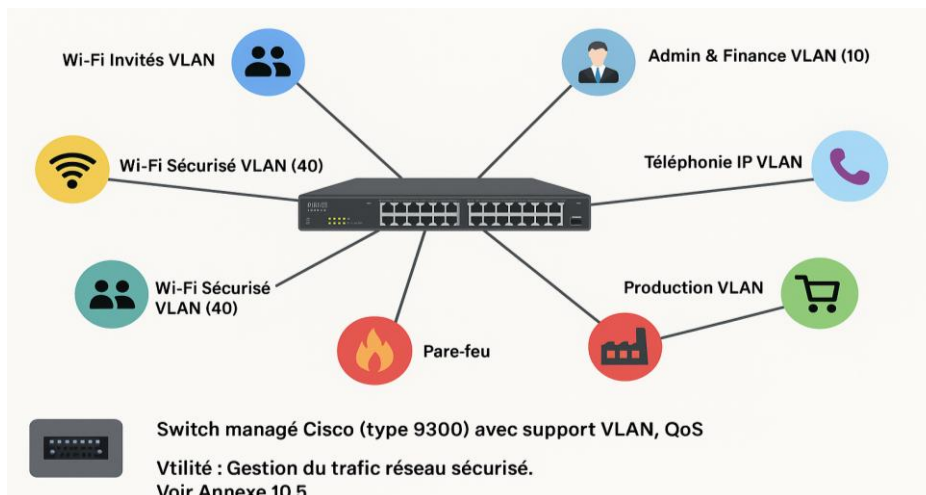 Wi-Fi Invités VLAN
Admin & Finance VLAN (10)
Wi-Fi Sécurisé VLAN (40)
Téléphonie IP VLAN
Wi-Fi Sécurisé
VLAN (40)
Production VLAN
Pare-feu
Switch managé Cisco (type 9300) avec support VLAN, QoS
Vtilité : Gestion du trafic réseau sécurisé.
Voir Annexe 10.5